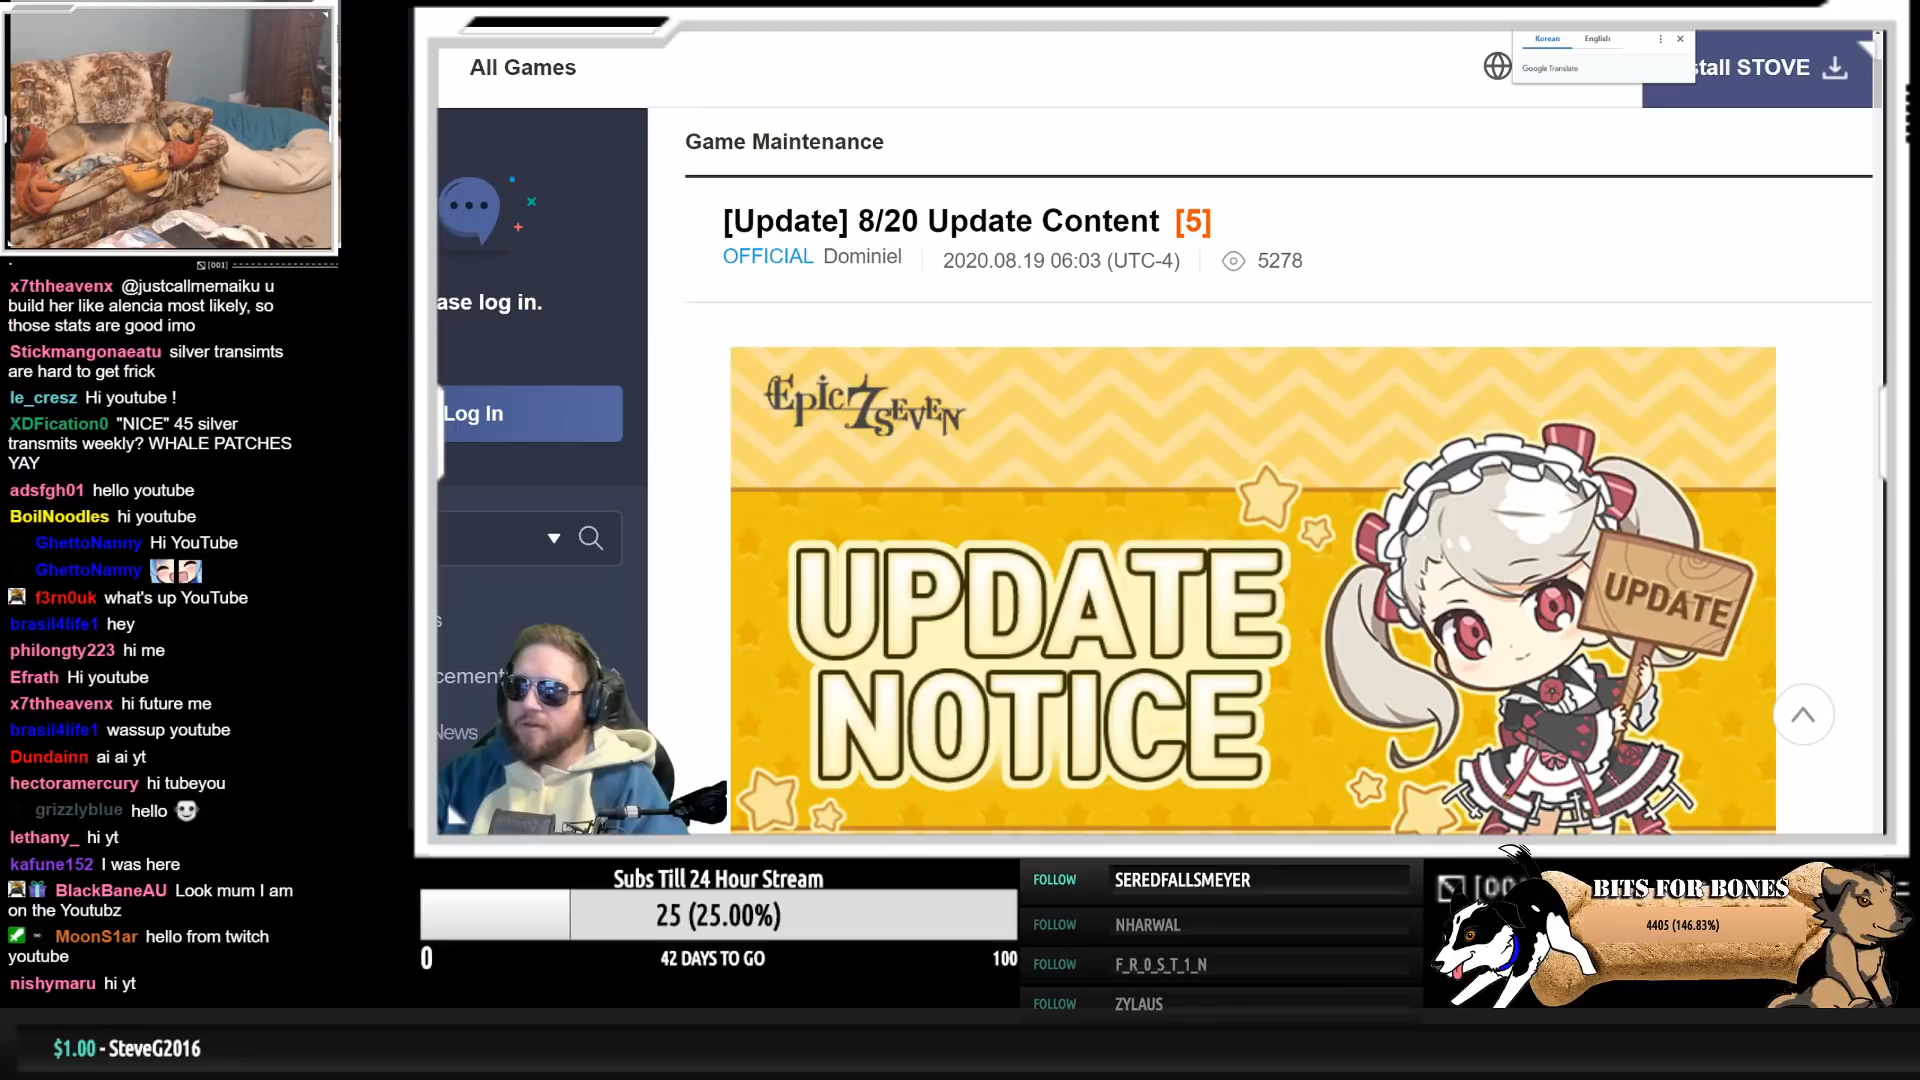 [001]
x7thheavenx @justcallmemaiku u
build her like alencia most likely, so
those stats are good imo
Stickmangonaeatu silver transimts
are hard to get frick
le_cresz Hi youtube !
XDFication0 "NICE" 45 silver
transmits weekly? WHALE PATCHES
YAY
adsfgh01 hello youtube
BoilNoodles hi youtube
GhettoNanny Hi YouTube
GhettoNanny
f3rn0uk what's up YouTube
brasil4life1 hey
philongty223 hi me
Efrath Hi youtube
x7thheavenx hi future me
brasil4life1 wassup youtube
Dundainn ai ai yt
hectoramercury hi tubeyou
grizzlyblue hello
lethany_ hi yt
kafune152 I was here
BlackBaneAU Look mum I am
on the Youtubz
MoonS1ar hello from twitch
youtube
nishymaru hi yt
All Games
Korean English
Google Translate
tall STOVE
ase log in.
Log In
s
cement
News
Game Maintenance
[Update] 8/20 Update Content [5]
OFFICIAL Dominiel 2020.08.19 06:03 (UTC-4) 5278
Epic 7 SEVEN
UPDATE
NOTICE
UPDATE
Subs Till 24 Hour Stream
25 (25.00%)
0 42 DAYS TO GO 100
FOLLOW SEREDFALLSMEYER
FOLLOW NHARWAL
FOLLOW F_R_0_S_T_1_N
FOLLOW ZYLAUS
[00
BITS FOR BONES
4405 (146.83%)
$1.00 - SteveG2016